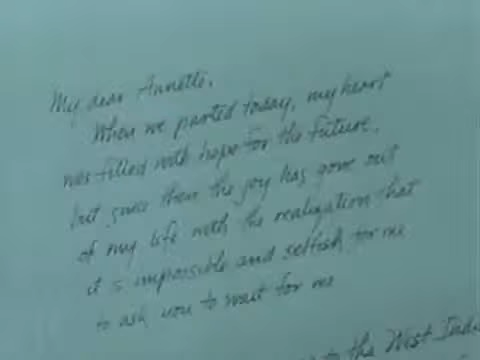 My dear Annette,
When we parted today, my heart
was filled with hope for the future,
but since then the joy has gone out
of my life with the realization that
it is impossible and selfish for me
to ask you to wait for me
to the West Indi